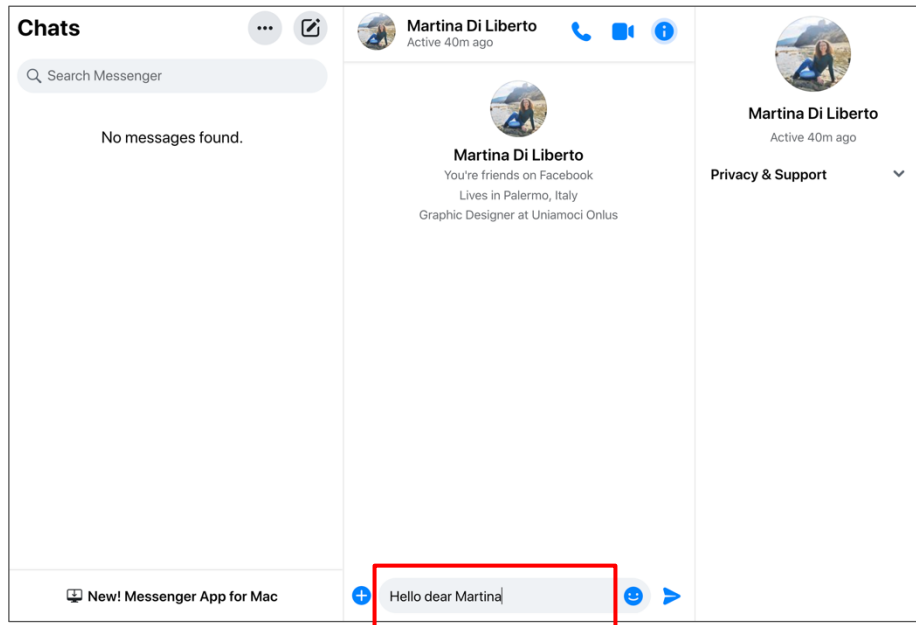 Chats
Search Messenger
No messages found.
New! Messenger App for Mac
Martina Di Liberto
Active 40m ago
Martina Di Liberto
You're friends on Facebook
Lives in Palermo, Italy
Graphic Designer at Uniamoci Onlus
Hello dear Martina
Martina Di Liberto
Active 40m ago
Privacy & Support